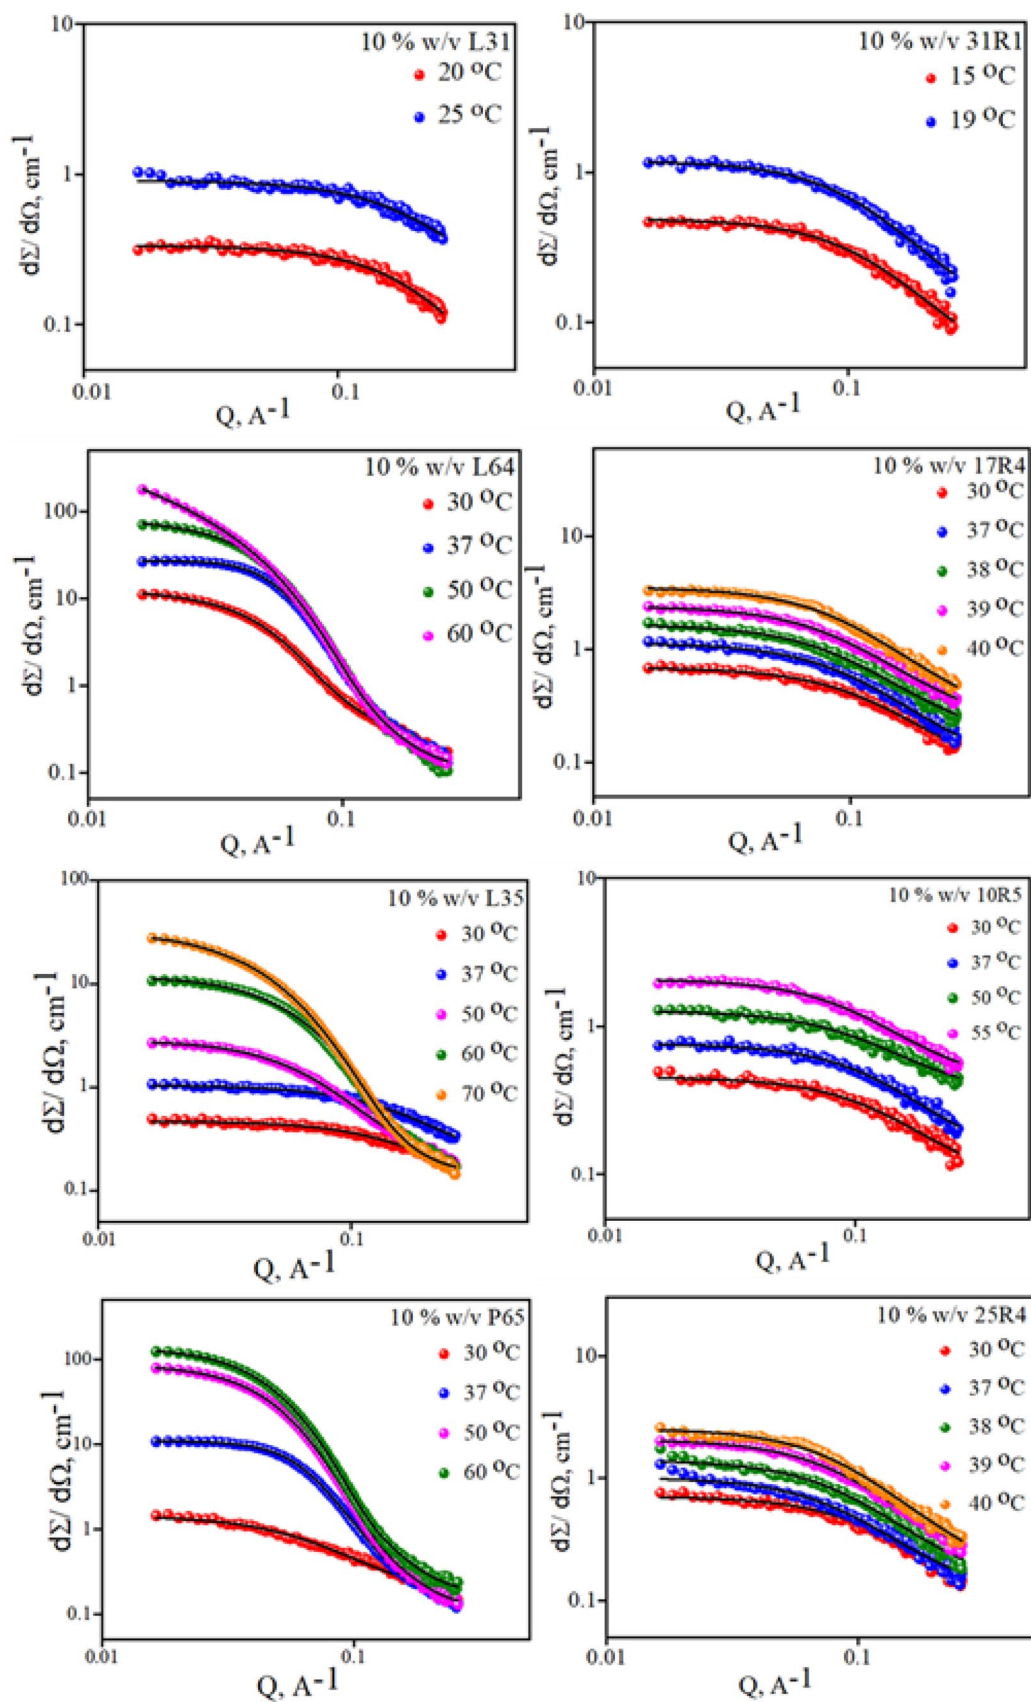 10 % w/v L31
20 °C
25 °C
10
1
0.1
0.01
0.1
dΣ/ dΩ, cm-1
Q, A-1
10 % w/v 31R1
15 °C
19 °C
10
1
0.1
0.01
0.1
dΣ/ dΩ, cm-1
Q, A-1
10 % w/v L64
30 °C
37 °C
50 °C
60 °C
100
10
1
0.1
0.01
0.1
dΣ/ dΩ, cm-1
Q, A-1
10 % w/v 17R4
30 °C
37 °C
38 °C
39 °C
40 °C
10
1
0.1
0.01
0.1
dΣ/ dΩ, cm-1
Q, A-1
10 % w/v L35
30 °C
37 °C
50 °C
60 °C
70 °C
100
10
1
0.1
0.01
0.1
dΣ/ dΩ, cm-1
Q, A-1
10 % w/v 10R5
30 °C
37 °C
50 °C
55 °C
10
1
0.1
0.01
0.1
dΣ/ dΩ, cm-1
Q, A-1
10 % w/v P65
30 °C
37 °C
50 °C
60 °C
100
10
1
0.1
0.01
0.1
dΣ/ dΩ, cm-1
Q, A-1
10 % w/v 25R4
30 °C
37 °C
38 °C
39 °C
40 °C
10
1
0.1
0.01
0.1
dΣ/ dΩ, cm-1
Q, A-1